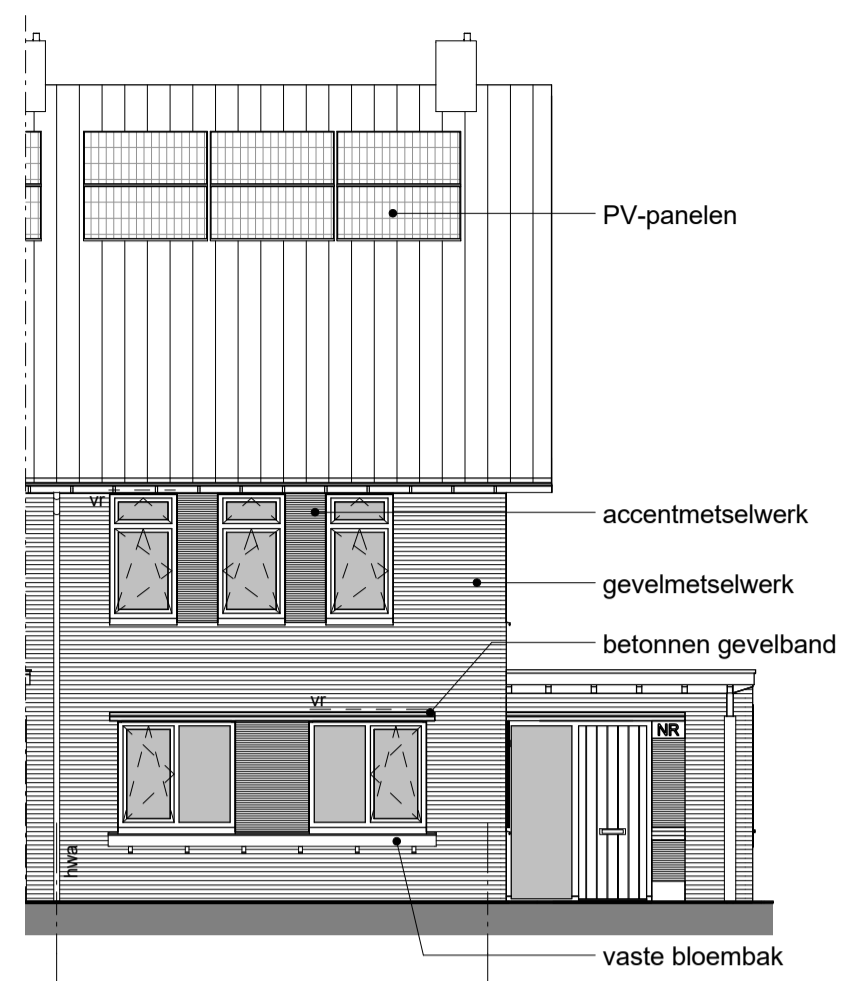 PV-panelen
vr
accentmetselwerk
gevelmetselwerk
betonnen gevelband
vr
NR
hwa
vaste bloembak